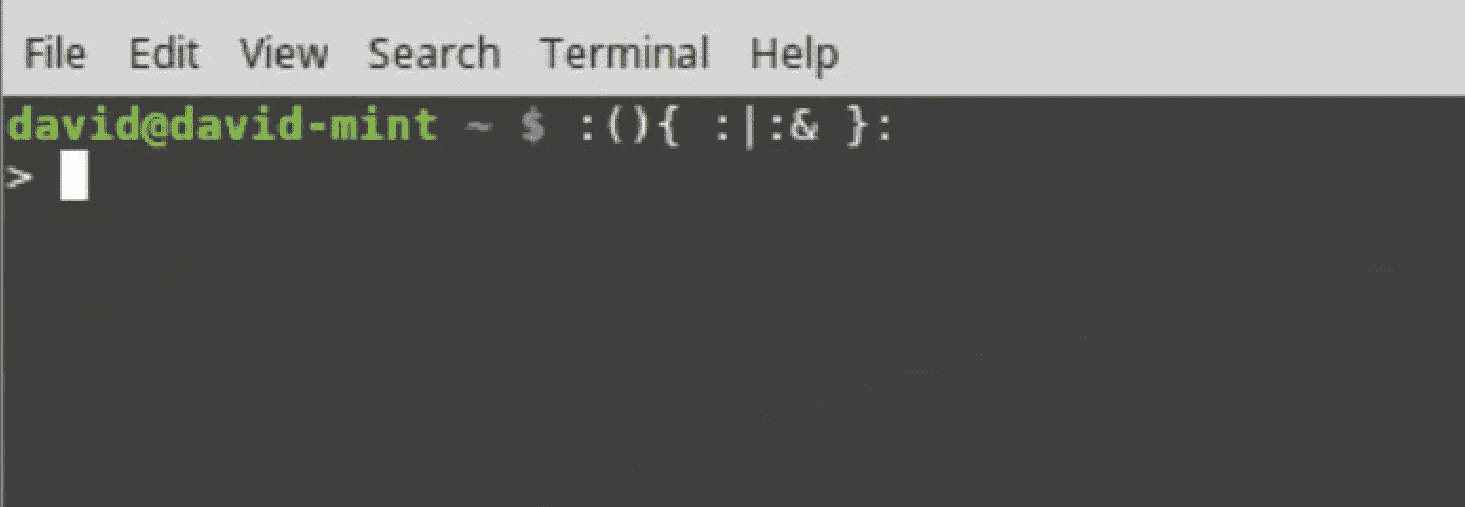 File Edit View Search Terminal Help
david@david-mint ~ $ :(){ :|:& }:
>